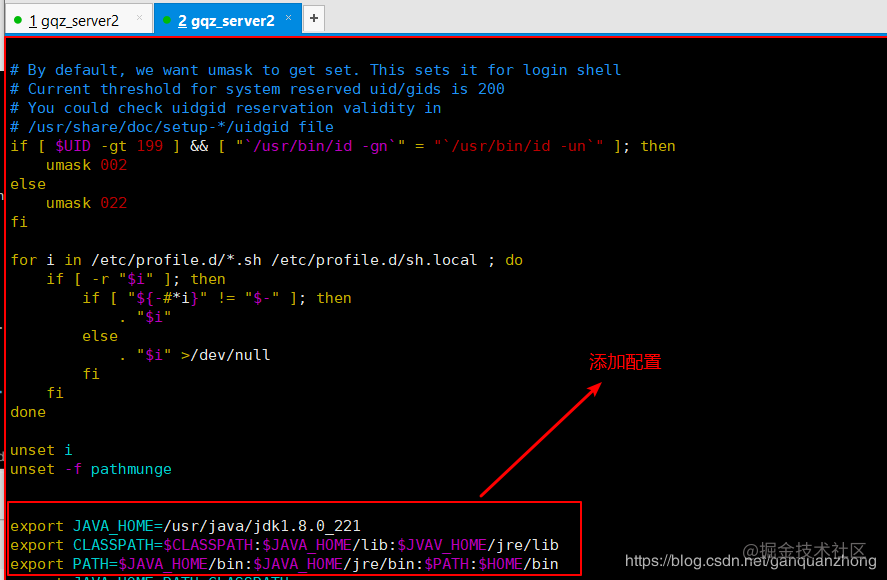 1 gqz_server2 × 2 gqz_server2 × +
# By default, we want umask to get set. This sets it for login shell
# Current threshold for system reserved uid/gids is 200
# You could check uidgid reservation validity in
# /usr/share/doc/setup-*/uidgid file
if [ $UID -gt 199 ] && [ "`/usr/bin/id -gn`" = "`/usr/bin/id -un`" ]; then
    umask 002
else
    umask 022
fi
for i in /etc/profile.d/*.sh /etc/profile.d/sh.local ; do
    if [ -r "$i" ]; then
        if [ "${-#*i}" != "$-" ]; then
            . "$i"
        else
            . "$i" >/dev/null
        fi
    fi
done
添加配置
unset i
unset -f pathmunge
export JAVA_HOME=/usr/java/jdk1.8.0_221
export CLASSPATH=$CLASSPATH:$JAVA_HOME/lib:$JVAV_HOME/jre/lib
export PATH=$JAVA_HOME/bin:$JAVA_HOME/jre/bin:$PATH:$HOME/bin
@掘金技术社区
https://blog.csdn.net/ganquanzhong